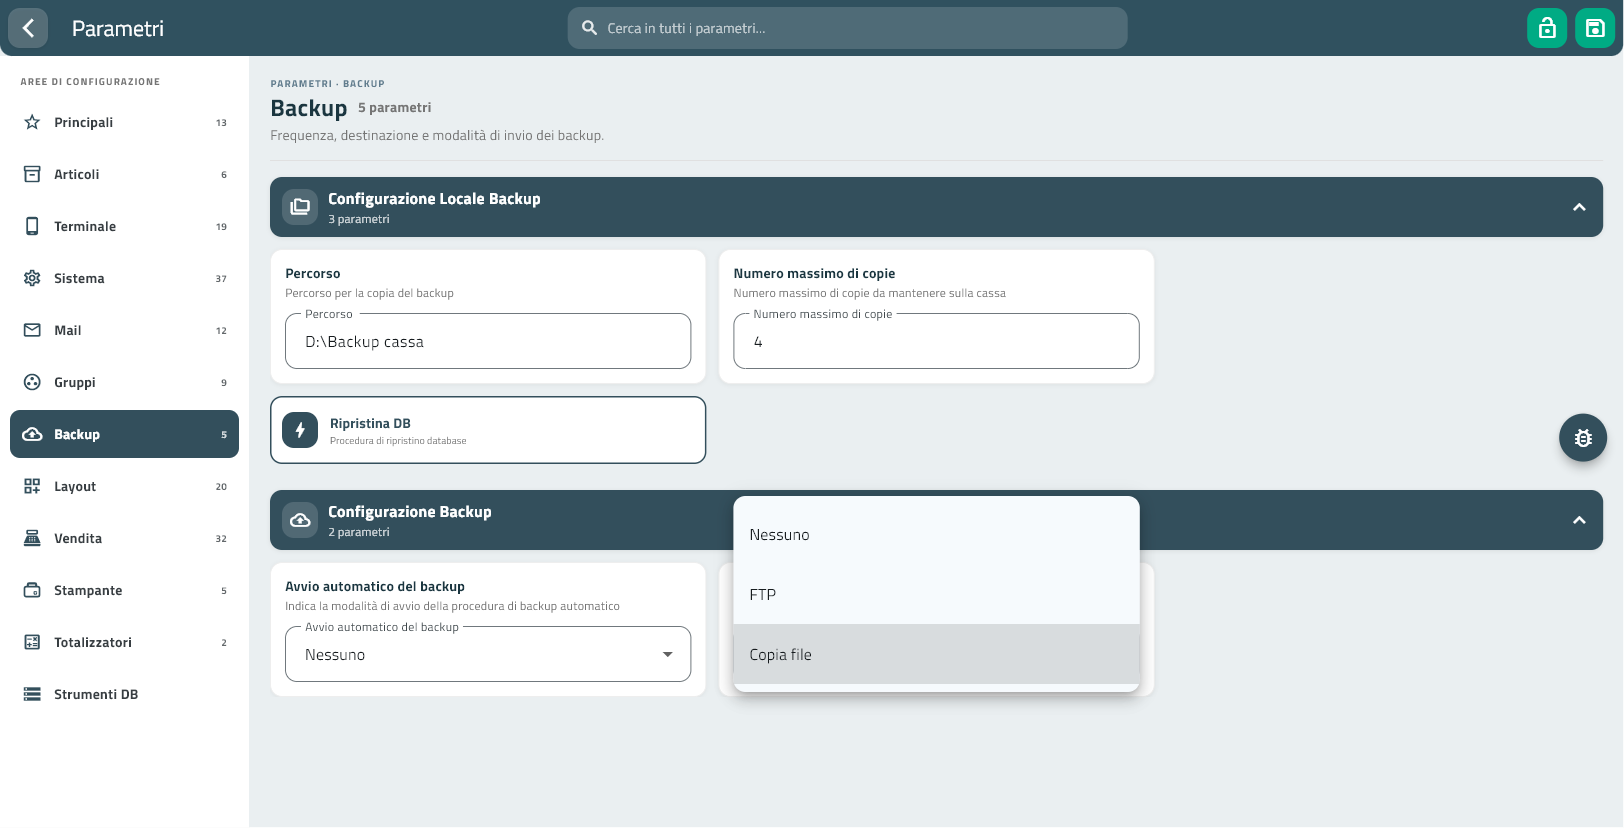 Parametri
Cerca in tutti i parametri...
AREE DI CONFIGURAZIONE
Principali 13
Articoli 6
Terminale 19
Sistema 37
Mail 12
Gruppi 9
Backup 5
Layout 20
Vendita 32
Stampante 5
Totalizzatori 2
Strumenti DB
PARAMETRI · BACKUP
Backup 5 parametri
Frequenza, destinazione e modalità di invio dei backup.
Configurazione Locale Backup
3 parametri
Percorso
Percorso per la copia del backup
Percorso
D:\Backup cassa
Numero massimo di copie
Numero massimo di copie da mantenere sulla cassa
Numero massimo di copie
4
Ripristina DB
Procedura di ripristino database
Configurazione Backup
2 parametri
Avvio automatico del backup
Indica la modalità di avvio della procedura di backup automatico
Avvio automatico del backup
Nessuno
Nessuno
FTP
Copia file